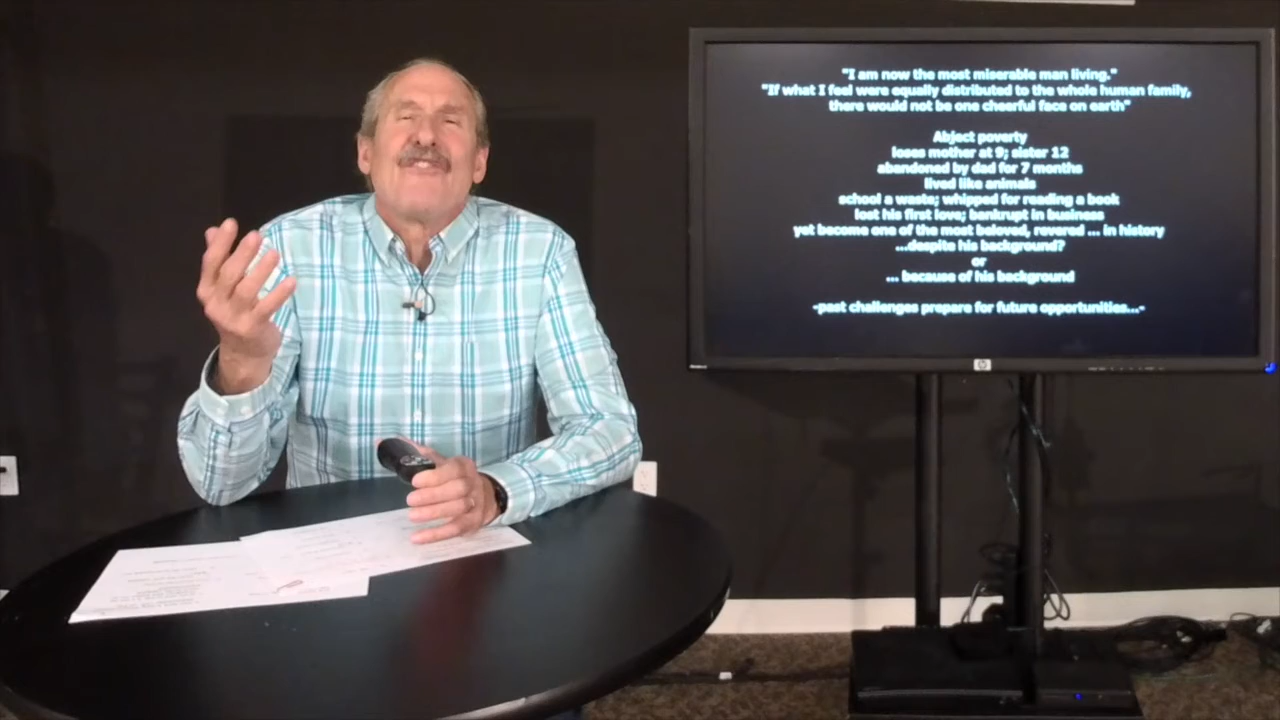 "I am now the most miserable man living."
"If what I feel were equally distributed to the whole human family,
there would not be one cheerful face on earth"
Abject poverty
loses mother at 9; sister 12
abandoned by dad for 7 months
lived like animals
school a waste; whipped for reading a book
lost his first love; bankrupt in business
yet become one of the most beloved, revered ... in history
...despite his background?
or
... because of his background
-past challenges prepare for future opportunities...-
hp